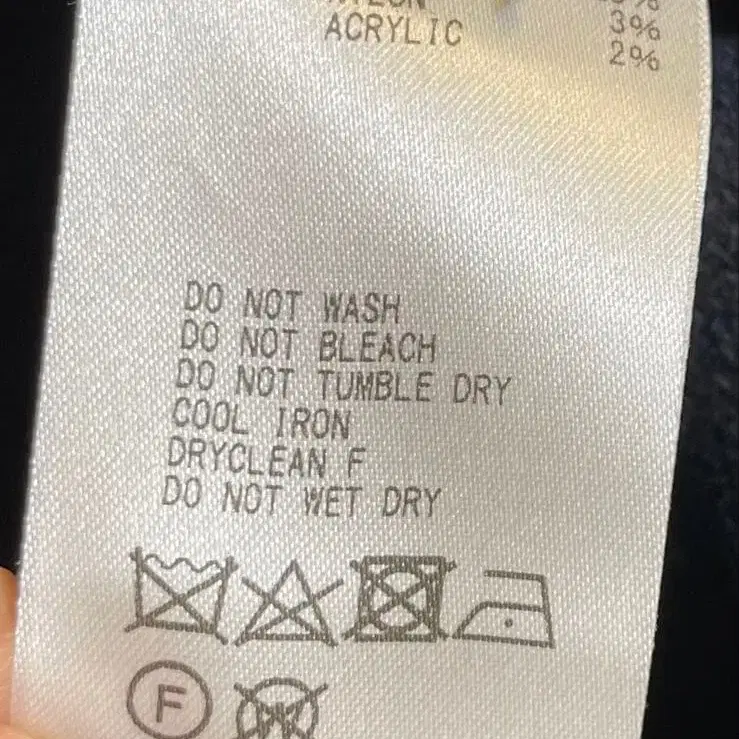 ACRYLIC 3%
2%
DO NOT WASH
DO NOT BLEACH
DO NOT TUMBLE DRY
COOL IRON
DRYCLEAN F
DO NOT WET DRY
F
W